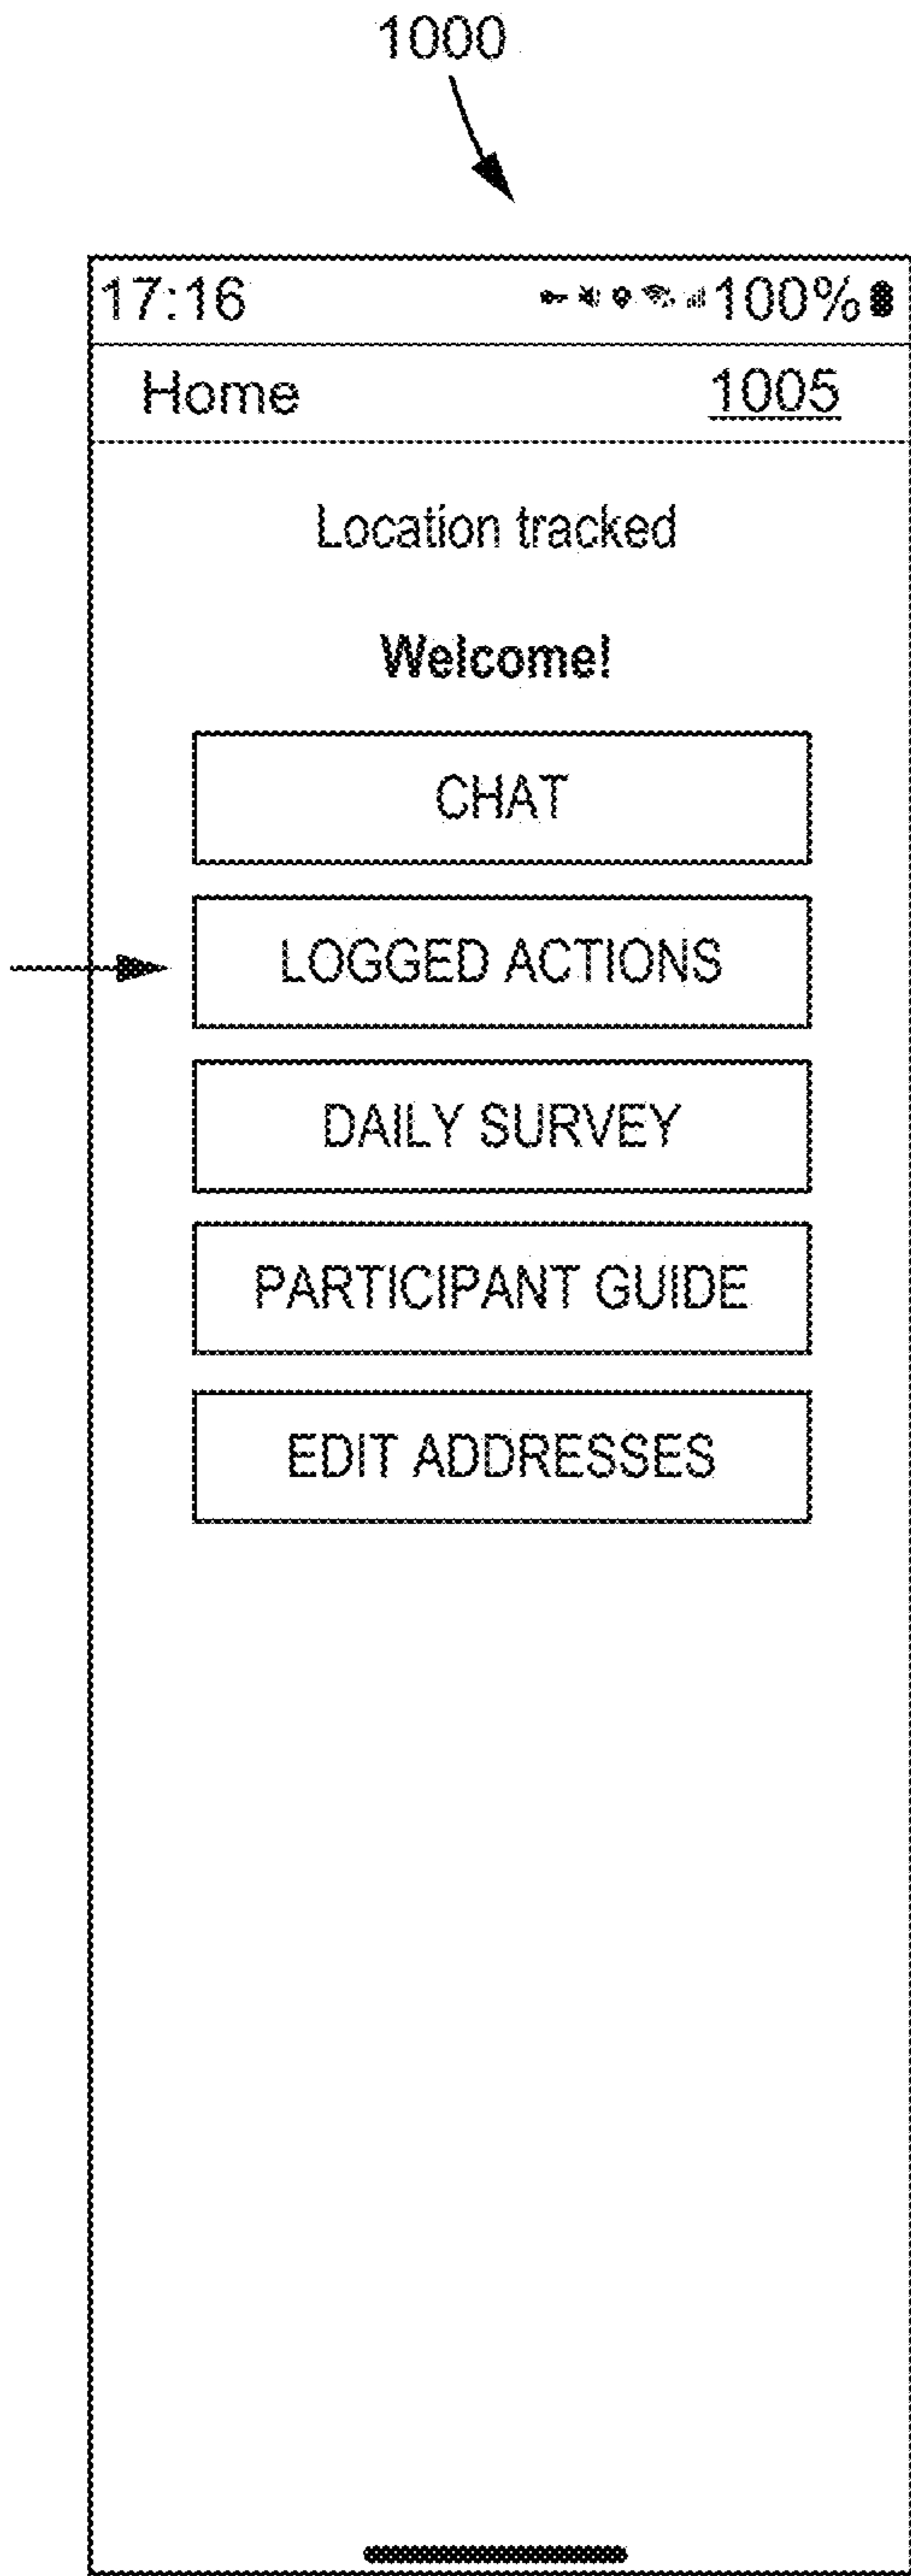 1000
17:16 100%
Home 1005
Location tracked
Welcome!
CHAT
LOGGED ACTIONS
DAILY SURVEY
PARTICIPANT GUIDE
EDIT ADDRESSES